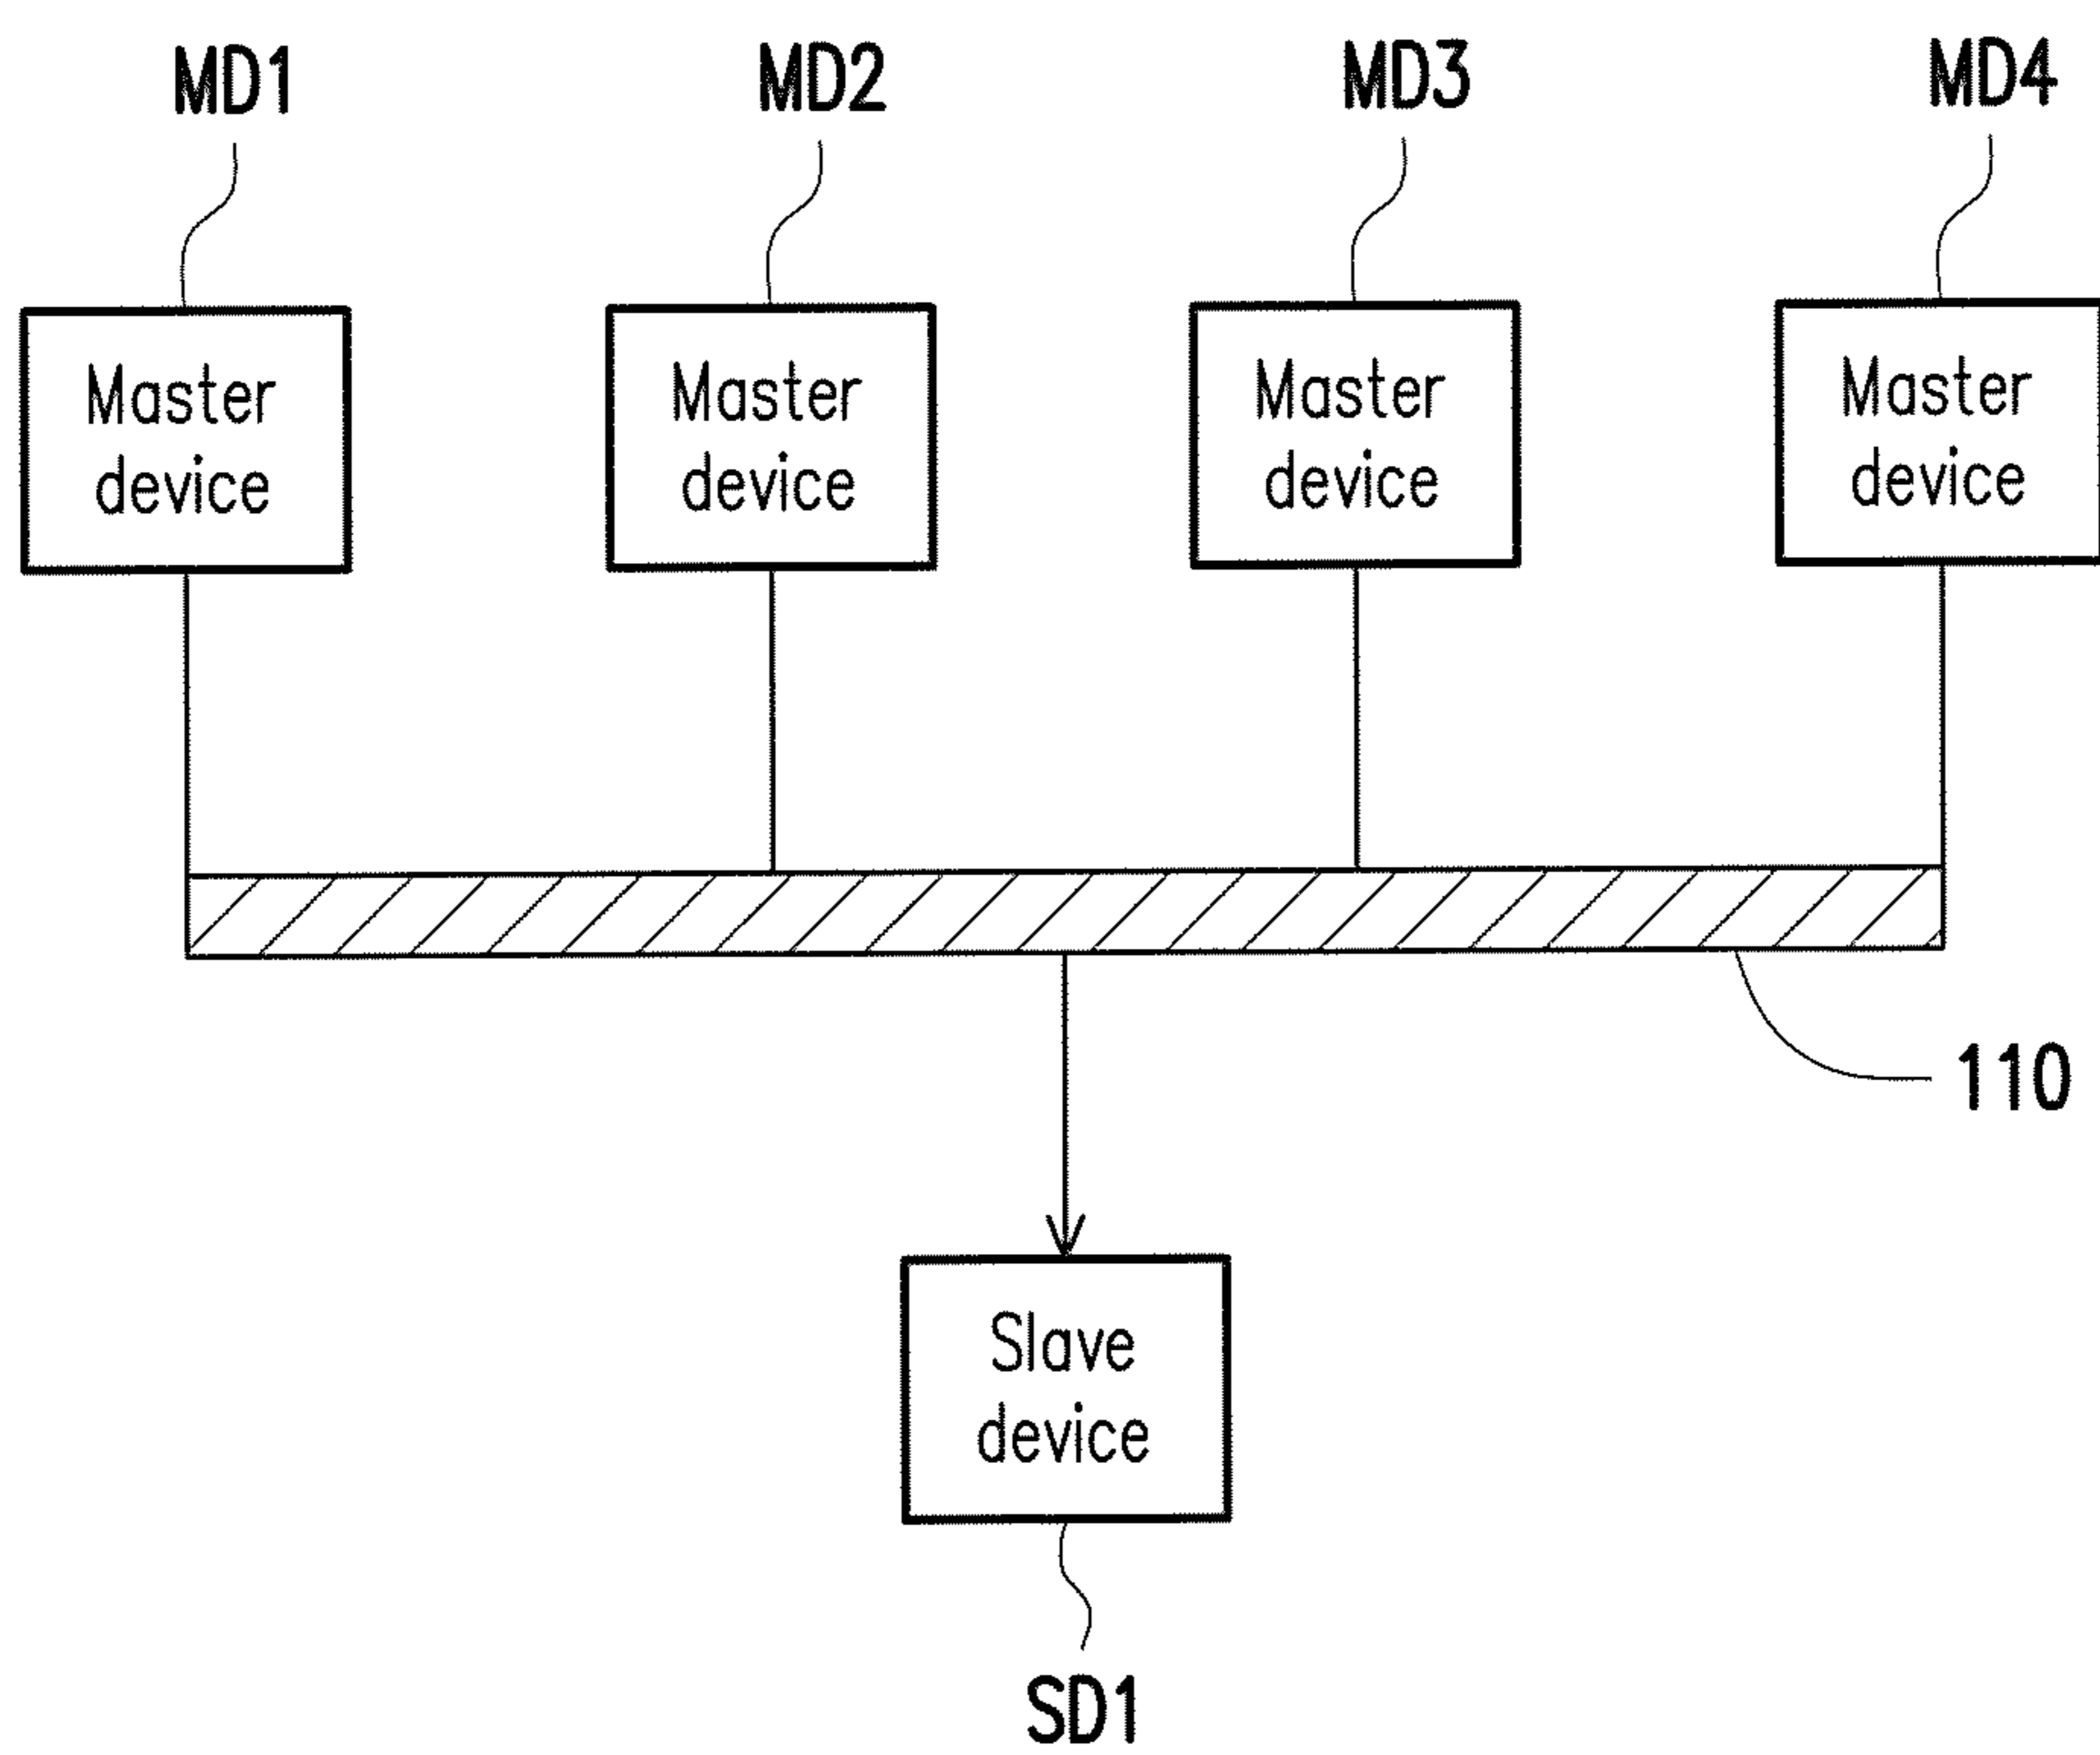 MD1
MD2
MD3
MD4
Master
device
Master
device
Master
device
Master
device
110
Slave
device
SD1